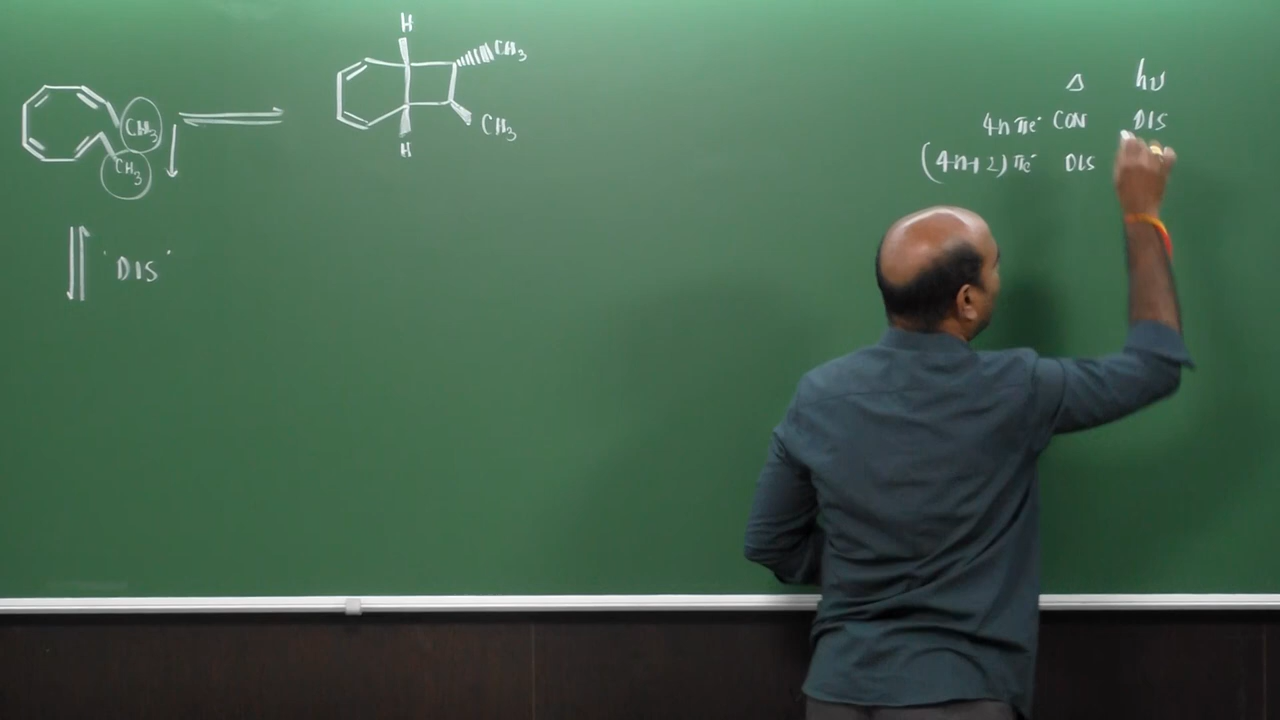 H
CH3
CH3
H
CH3
CH3
'DIS'
Δ hν
4n πe⁻ CON DIS
(4n+2) πe⁻ DIS